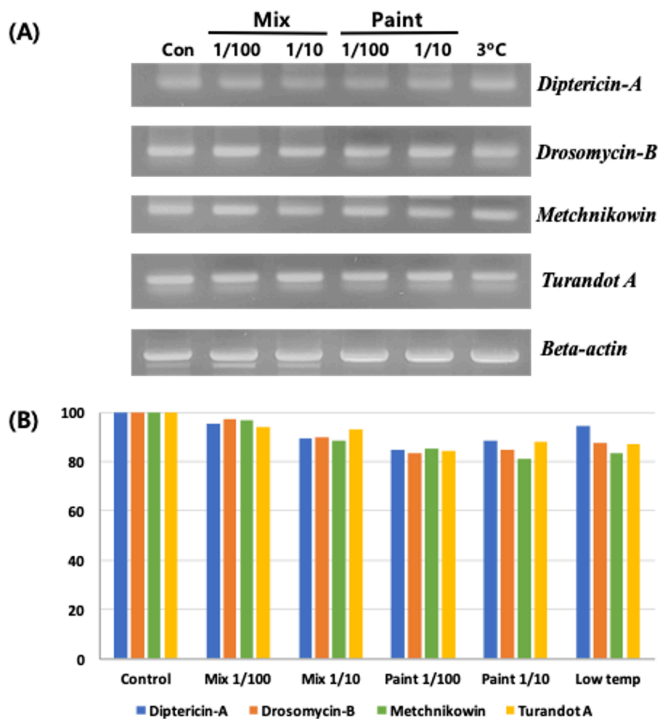 (A)
Mix Paint
Con 1/100 1/10 1/100 1/10 3°C
Diptericin-A
Drosomycin-B
Metchnikowin
Turandot A
Beta-actin
(B)
100
80
60
40
20
0
Control Mix 1/100 Mix 1/10 Paint 1/100 Paint 1/10 Low temp
Diptericin-A Drosomycin-B Metchnikowin Turandot A